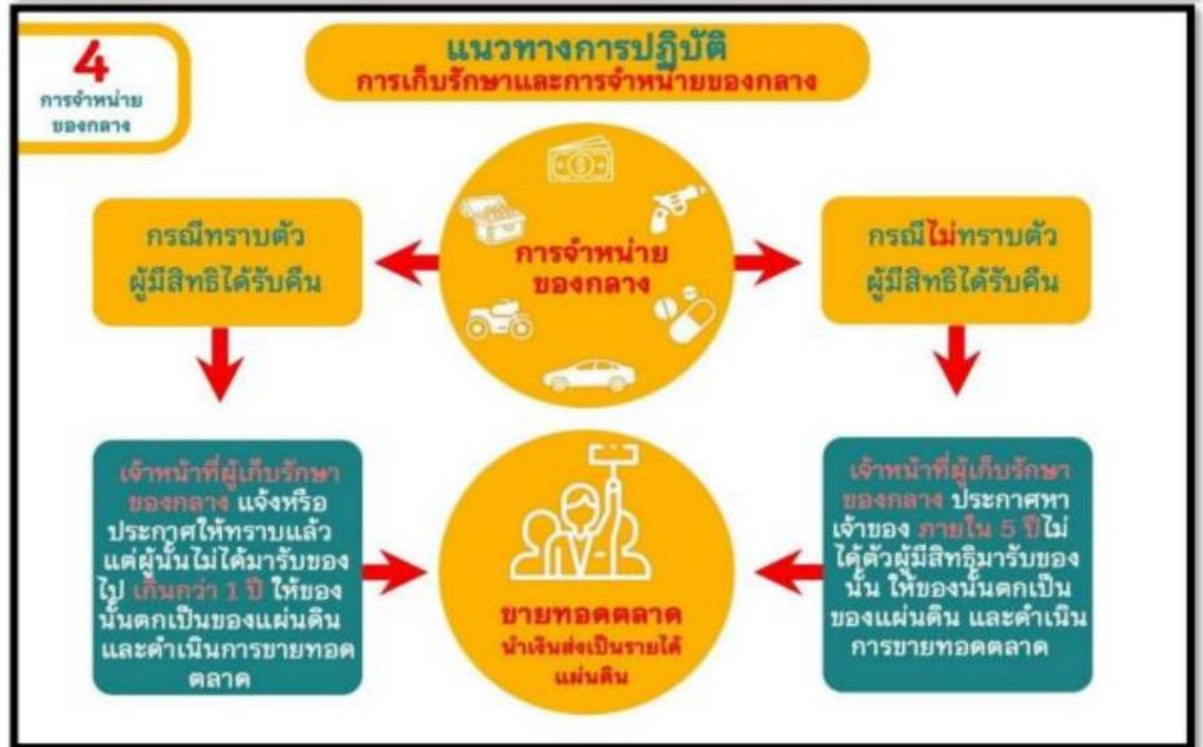 4
การจำหน่าย
ของกลาง
แนวทางการปฏิบัติ
การเก็บรักษาและการจำหน่ายของกลาง
กรณีทราบตัว
ผู้มีสิทธิได้รับคืน
การจำหน่าย
ของกลาง
กรณีไม่ทราบตัว
ผู้มีสิทธิได้รับคืน
เจ้าหน้าที่ผู้เก็บรักษา
ของกลาง แจ้งหรือ
ประกาศให้ทราบแล้ว
แต่ผู้นั้นไม่ได้มารับของ
ไป เกินกว่า 1 ปี ให้ของ
นั้นตกเป็นของแผ่นดิน
และดำเนินการขายทอด
ตลาด
ขายทอดตลาด
นำเงินส่งเป็นรายได้
แผ่นดิน
เจ้าหน้าที่ผู้เก็บรักษา
ของกลาง ประกาศหา
เจ้าของ ภายใน 5 ปีไม่
ได้ตัวผู้มีสิทธิมารับของ
นั้น ให้ของนั้นตกเป็น
ของแผ่นดิน และดำเนิน
การขายทอดตลาด